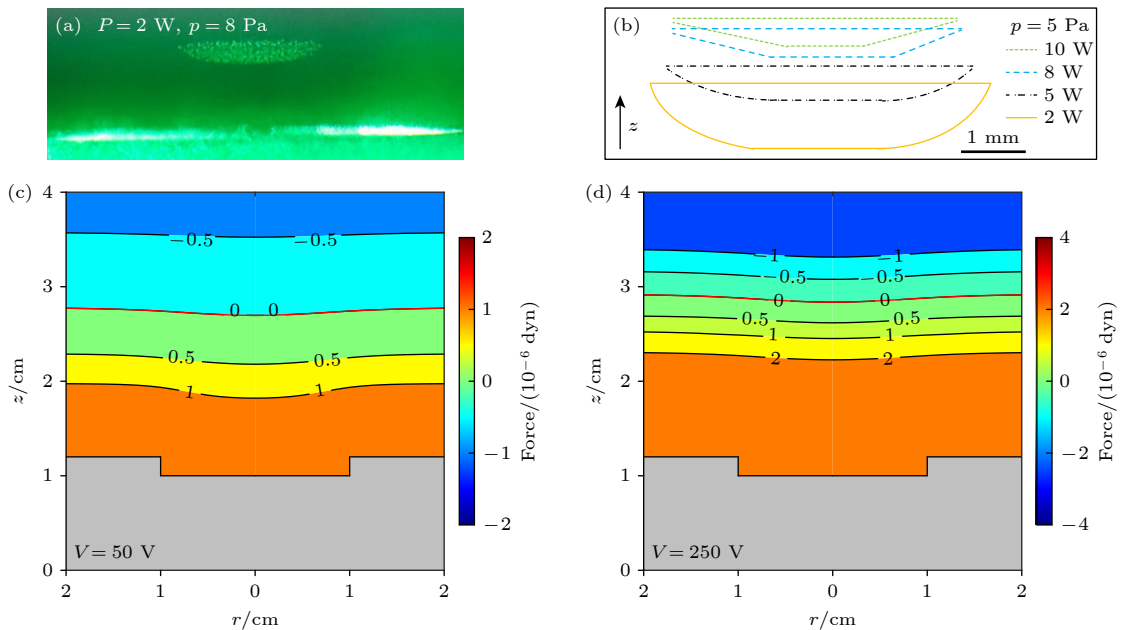 (a) P=2 W, p=8 Pa
(b) p=5 Pa
10 W
8 W
5 W
2 W
z
1 mm
(c)
4
3
2
1
0
z/cm
−0.5 −0.5
0 0
0.5 0.5
1 1
V=50 V
2 1 0 1 2
r/cm
2
1
0
−1
−2
Force/(10⁻⁶ dyn)
(d)
4
3
2
1
0
z/cm
−1 −1
−0.5 −0.5
0 0
0.5 0.5
1 1
2 2
V=250 V
2 1 0 1 2
r/cm
4
2
0
−2
−4
Force/(10⁻⁶ dyn)